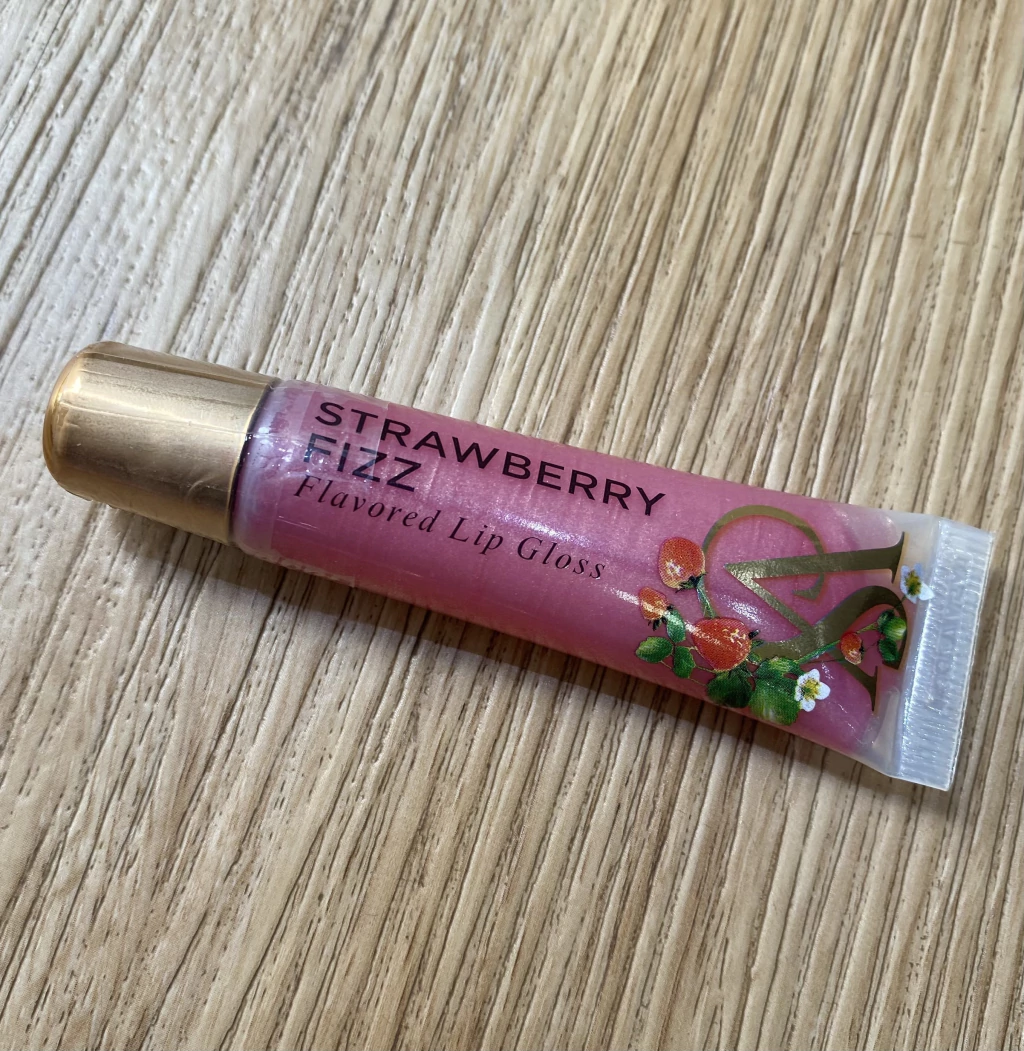 STRAWBERRY
FIZZ
Flavored Lip Gloss
VS